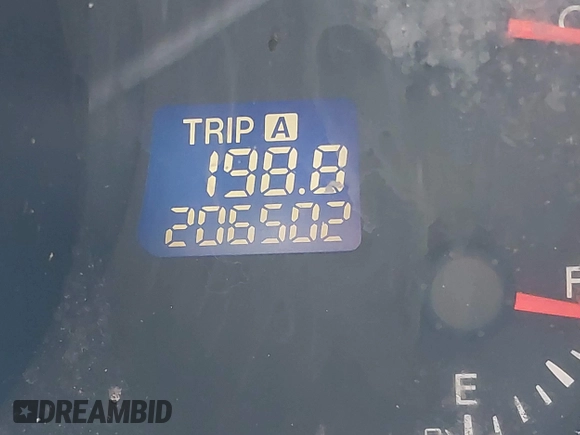 TRIP A
198.8
206502
F
E
DREAMBID